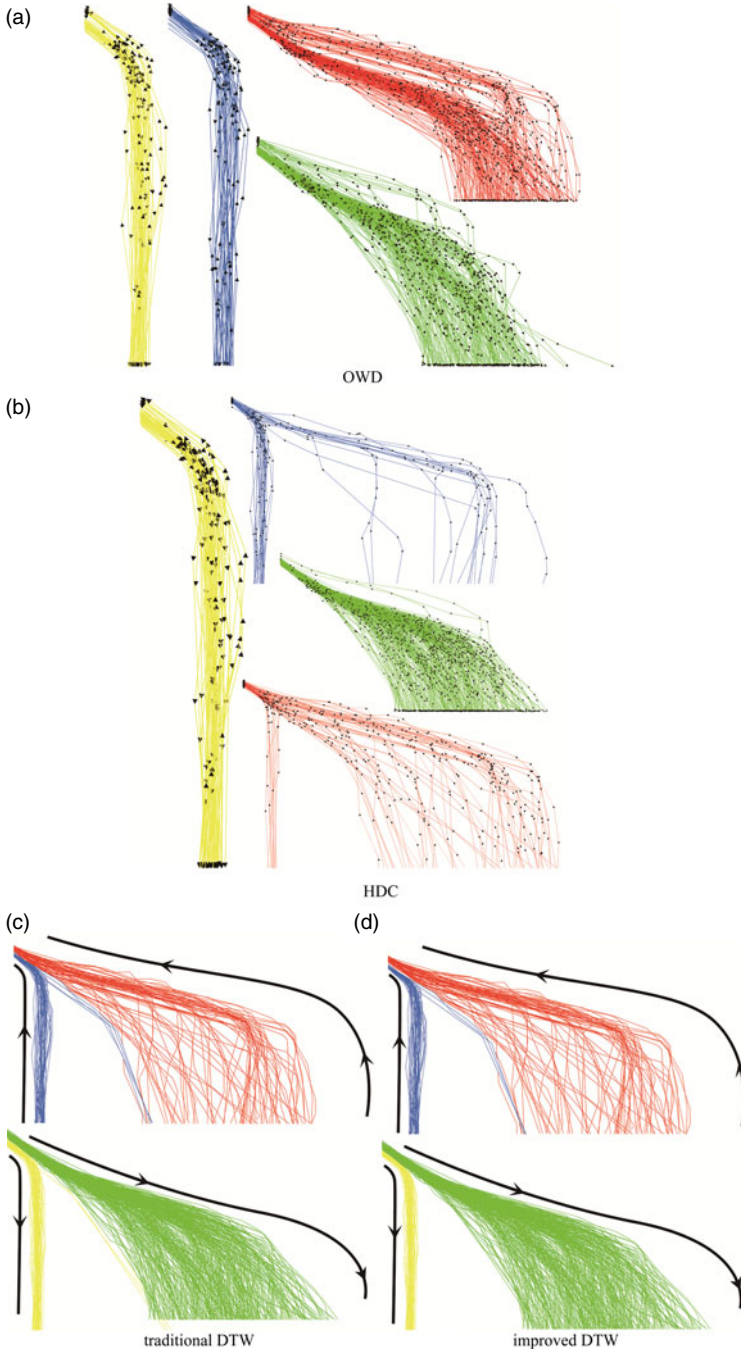 (a)
OWD
(b)
HDC
(c)
(d)
traditional DTW
improved DTW